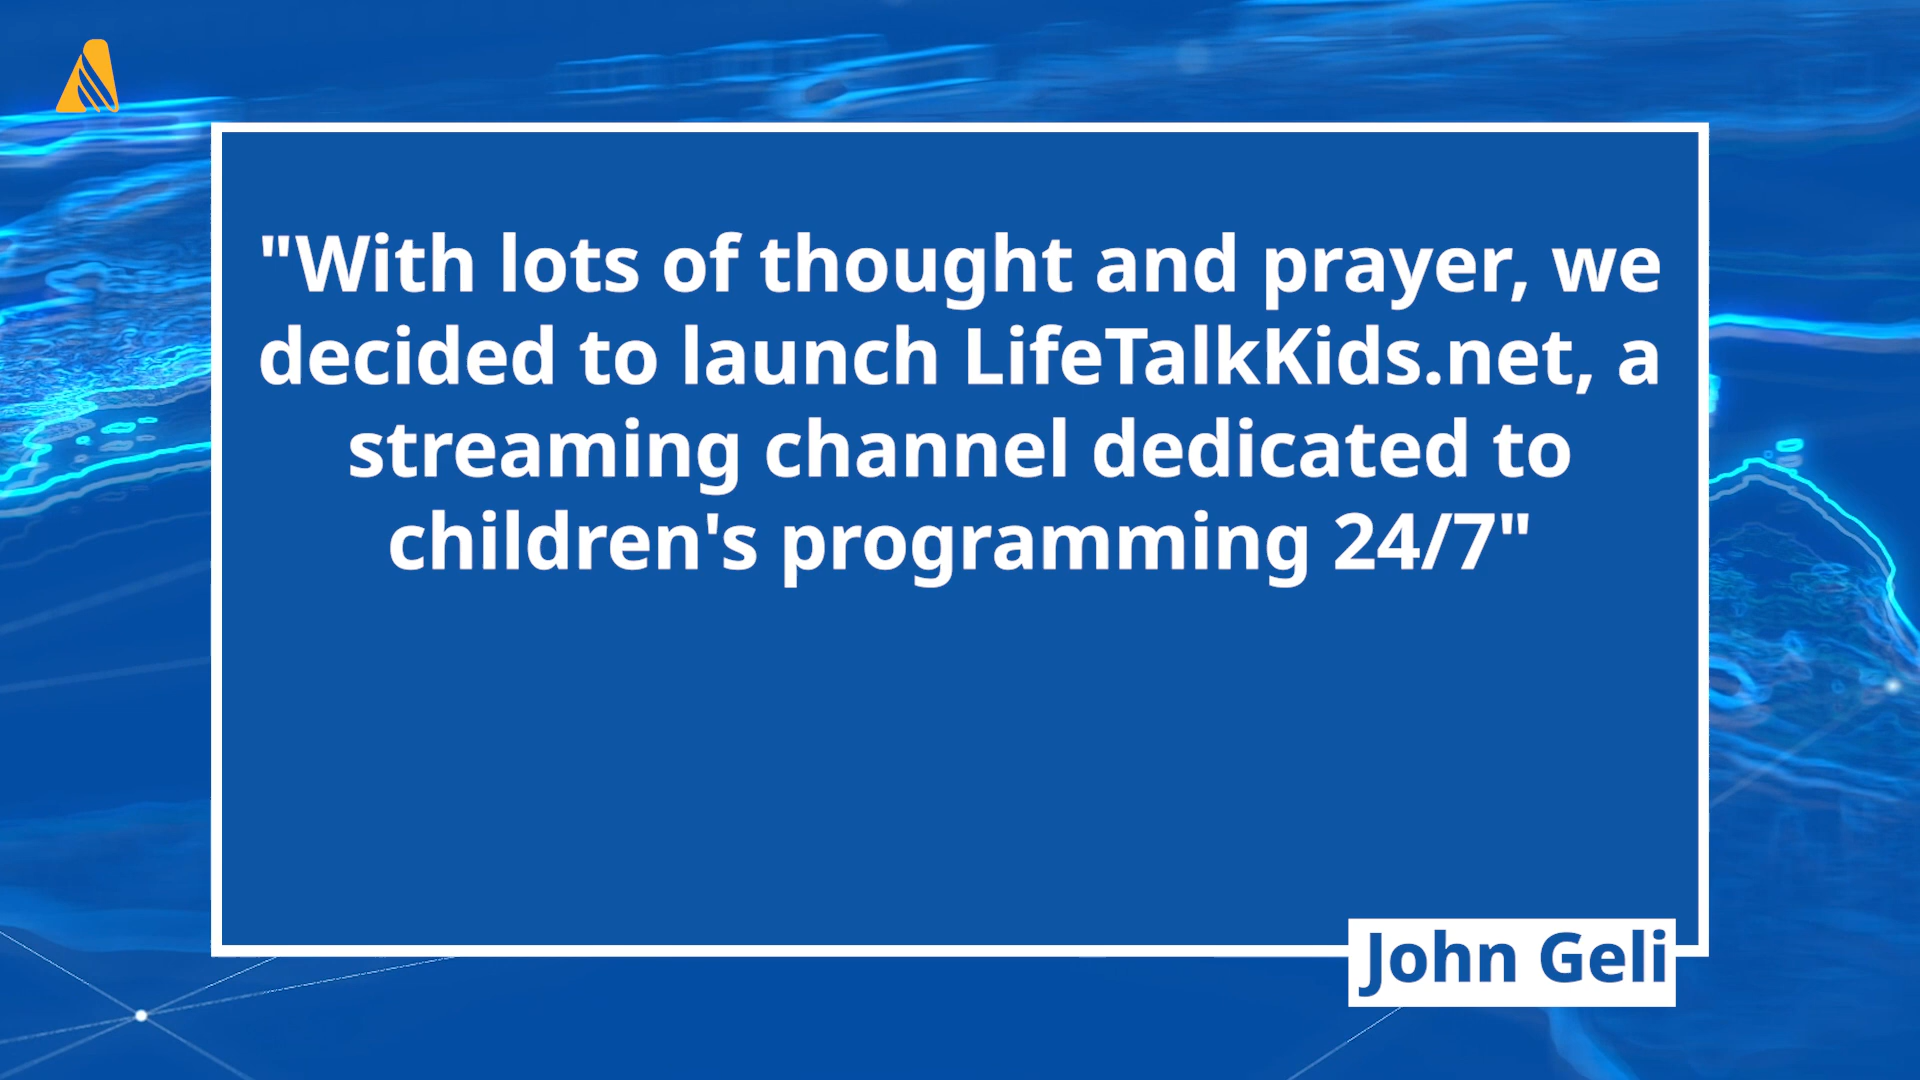 "With lots of thought and prayer, we
decided to launch LifeTalkKids.net, a
streaming channel dedicated to
children's programming 24/7"
John Geli